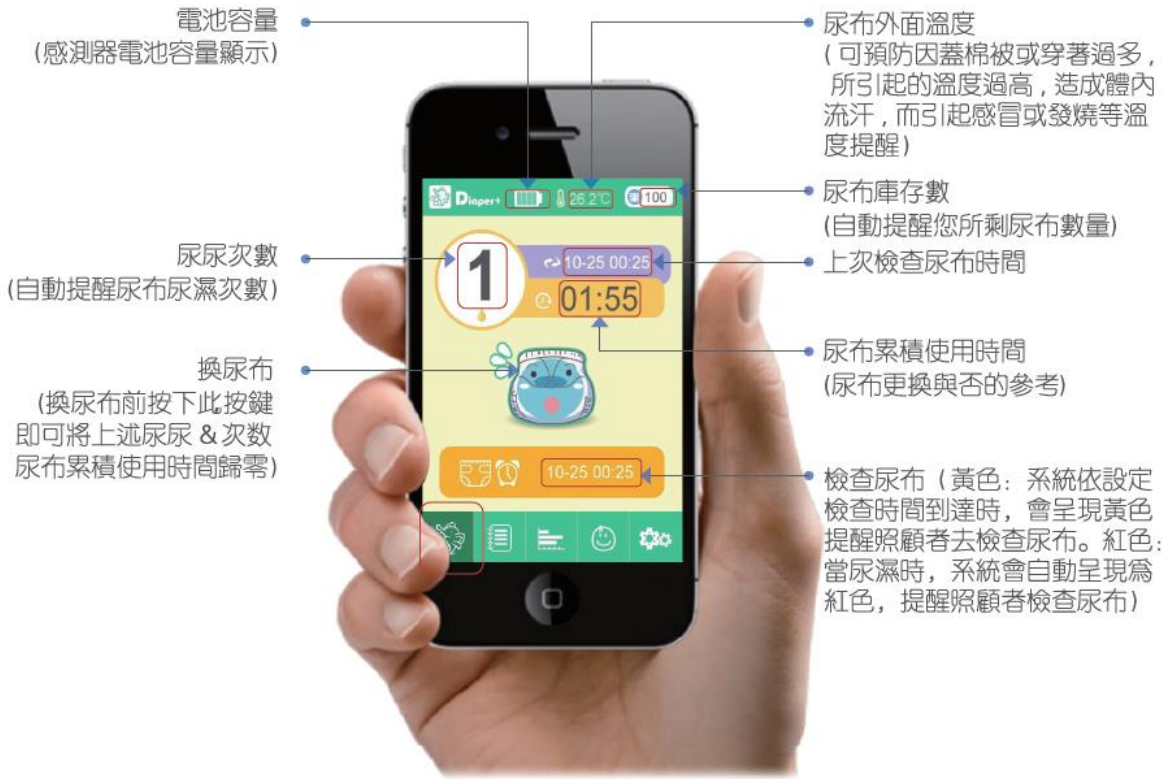 電池容量
(感測器電池容量顯示)
尿布外面溫度
(可預防因蓋棉被或穿著過多,
所引起的溫度過高,造成體內
流汗,而引起感冒或發燒等溫
度提醒)
尿布庫存數
(自動提醒您所剩尿布數量)
上次檢查尿布時間
尿布累積使用時間
(尿布更換與否的參考)
檢查尿布(黃色:系統依設定
檢查時間到達時,會呈現黃色
提醒照顧者去檢查尿布。紅色:
當尿濕時,系統會自動呈現為
紅色,提醒照顧者檢查尿布)
尿尿次數
(自動提醒尿布尿濕次數)
換尿布
(換尿布前按下此按鍵
即可將上述尿尿&次数
尿布累積使用時間歸零)
Diaper+ 26.2℃ 100
1
10-25 00:25
01:55
10-25 00:25